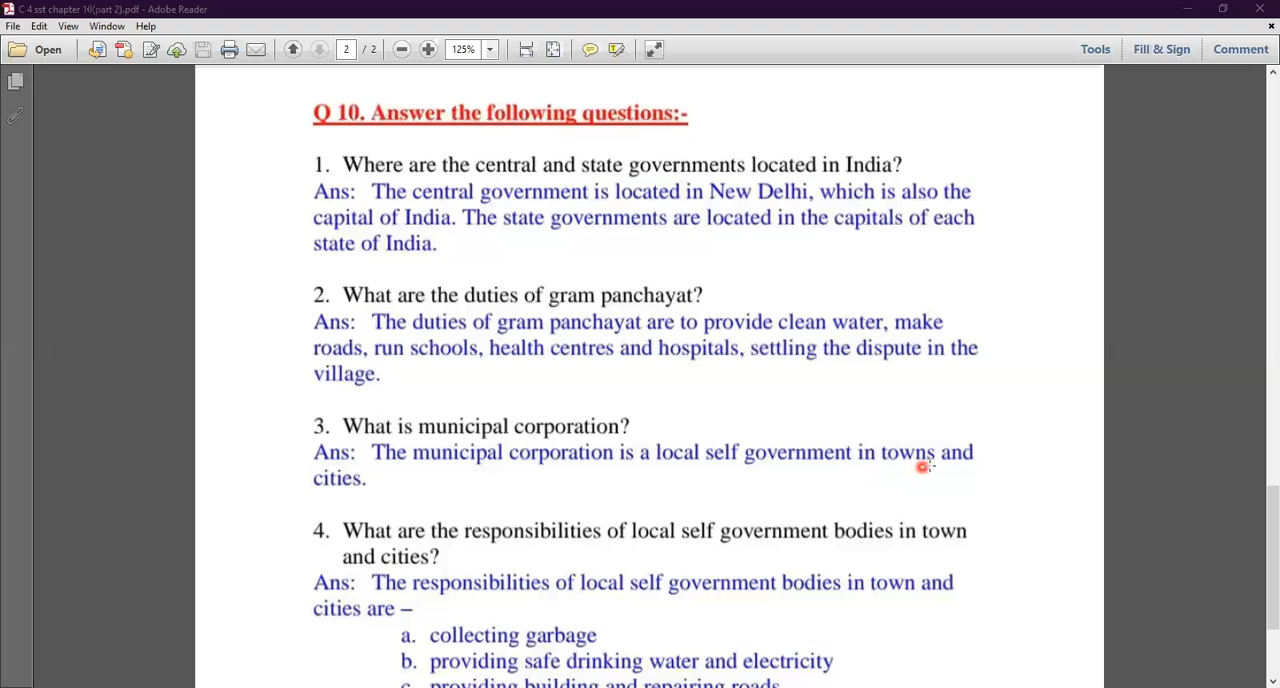 C 4 sst chapter 10(part 2).pdf - Adobe Reader
File Edit View Window Help
Open 2 / 2 125% Tools Fill & Sign Comment
Q 10. Answer the following questions:-
1. Where are the central and state governments located in India?
Ans: The central government is located in New Delhi, which is also the
capital of India. The state governments are located in the capitals of each
state of India.
2. What are the duties of gram panchayat?
Ans: The duties of gram panchayat are to provide clean water, make
roads, run schools, health centres and hospitals, settling the dispute in the
village.
3. What is municipal corporation?
Ans: The municipal corporation is a local self government in towns and
cities.
4. What are the responsibilities of local self government bodies in town
and cities?
Ans: The responsibilities of local self government bodies in town and
cities are –
a. collecting garbage
b. providing safe drinking water and electricity
c. providing building and repairing roads